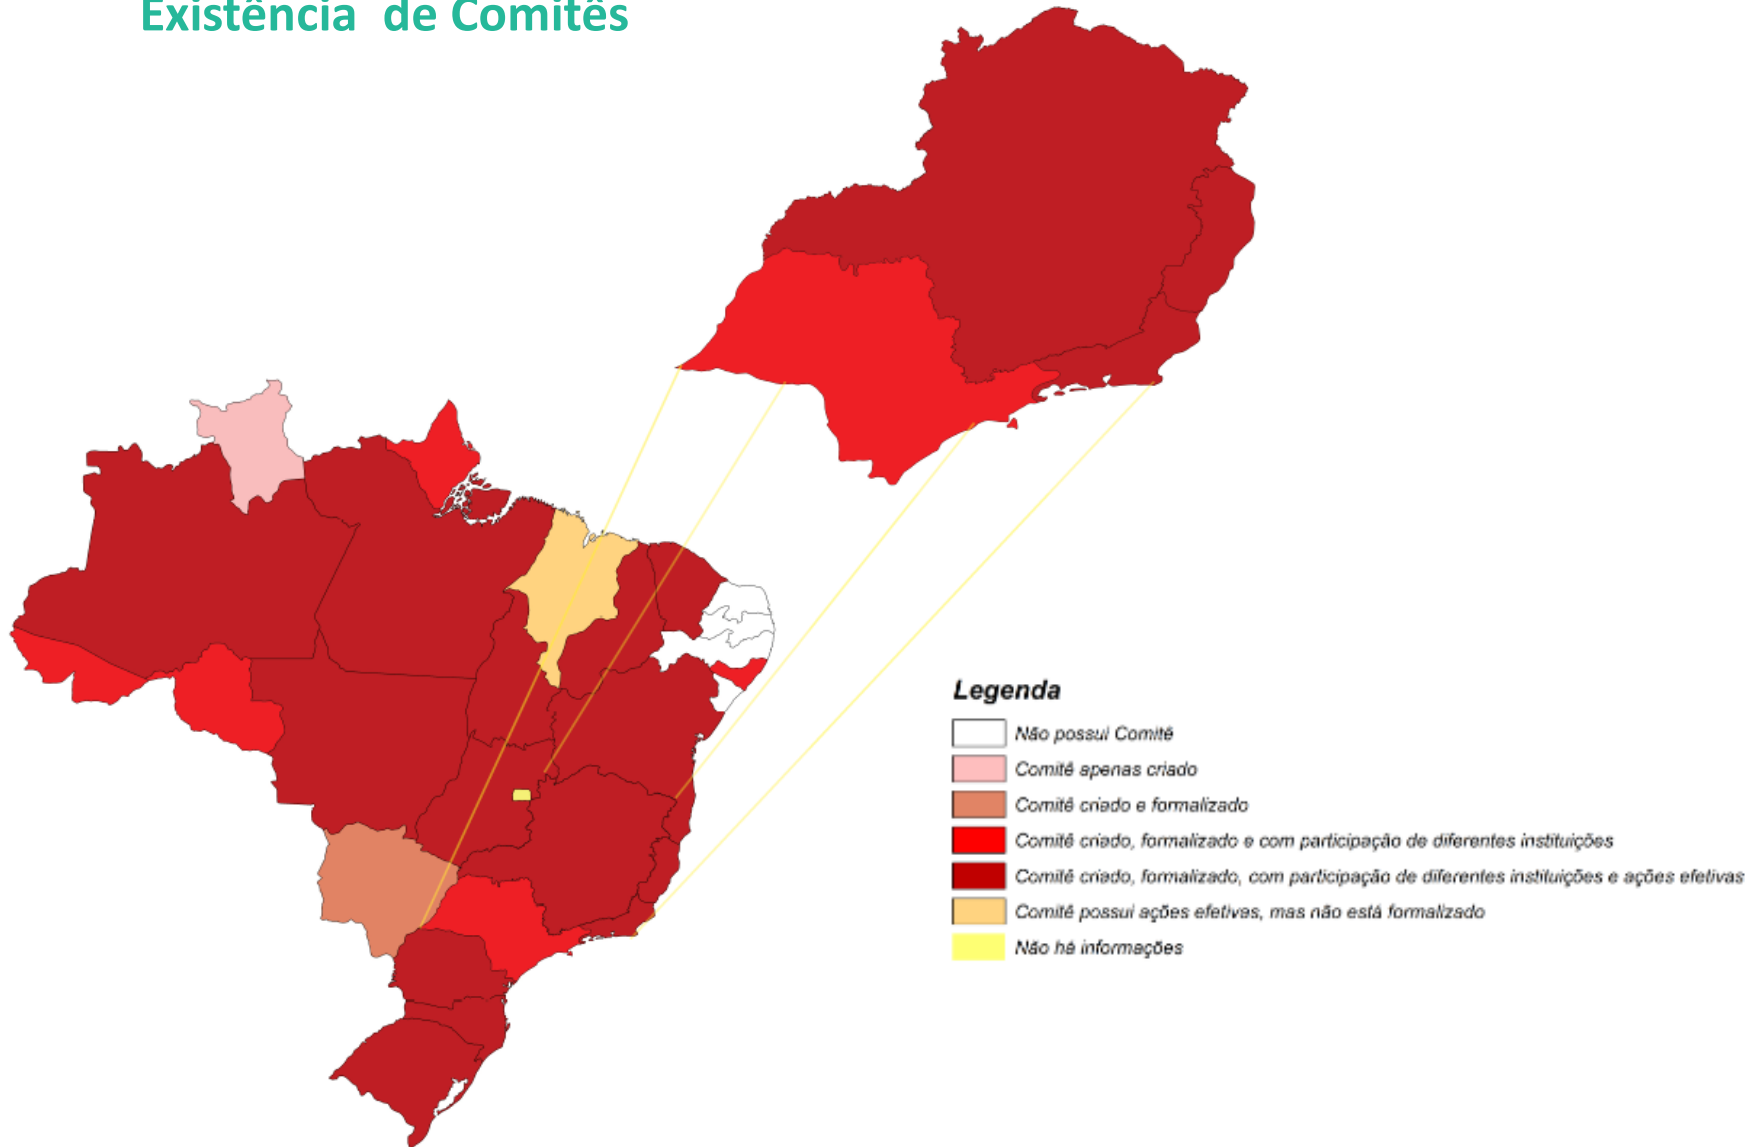 Existência de Comitês
Legenda
Não possui Comitê
Comitê apenas criado
Comitê criado e formalizado
Comitê criado, formalizado e com participação de diferentes instituições
Comitê criado, formalizado, com participação de diferentes instituições e ações efetivas
Comitê possui ações efetivas, mas não está formalizado
Não há informações